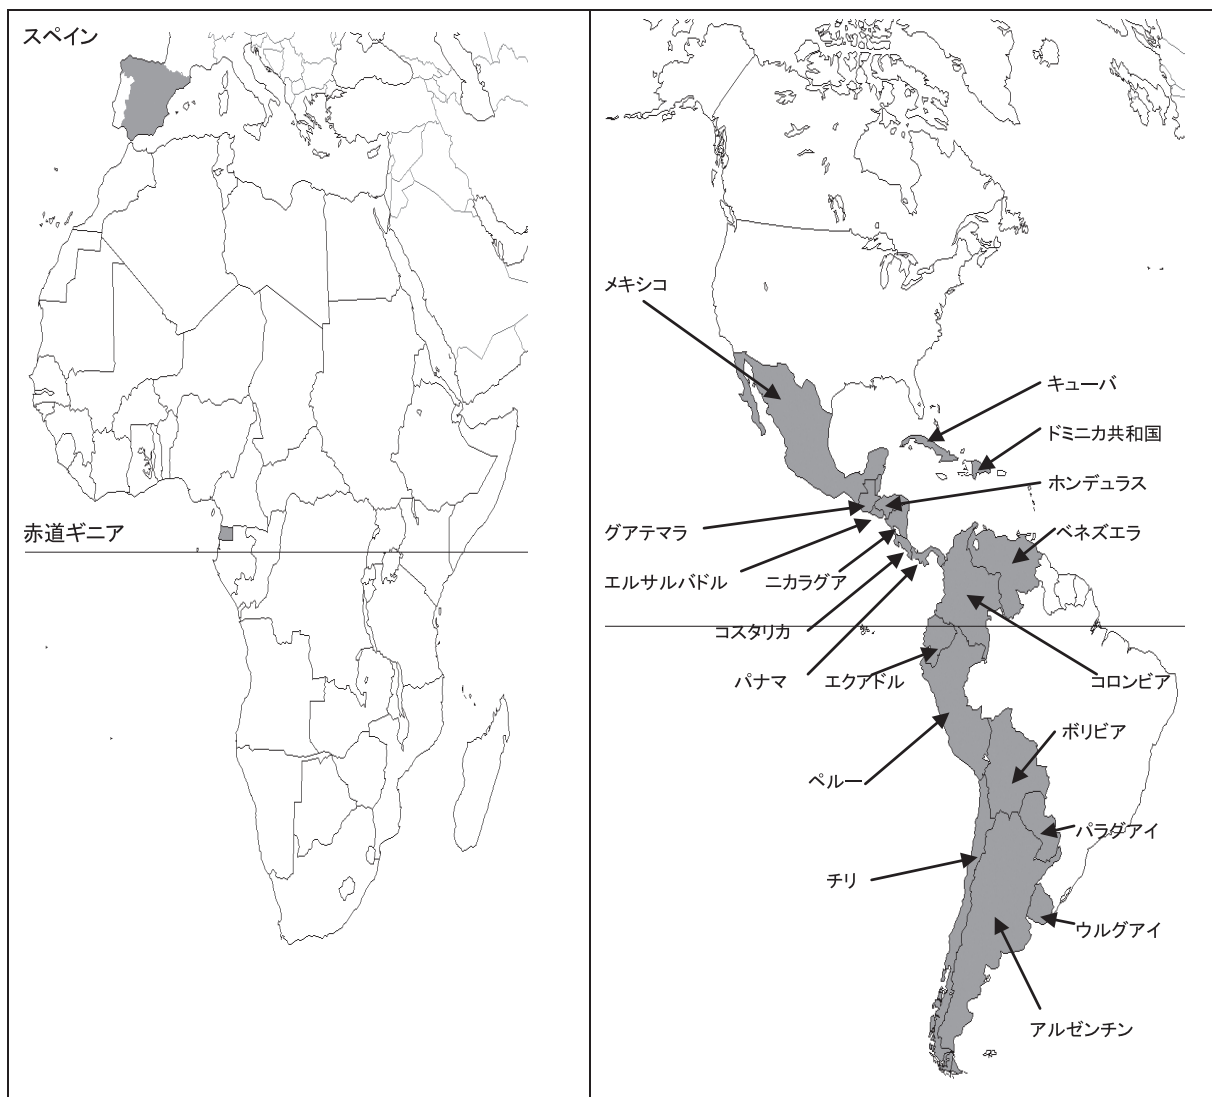 スペイン
赤道ギニア
メキシコ
キューバ
ドミニカ共和国
ホンデュラス
グアテマラ
ベネズエラ
エルサルバドル
ニカラグア
コスタリカ
パナマ
エクアドル
コロンビア
ボリビア
ペルー
パラグアイ
チリ
ウルグアイ
アルゼンチン